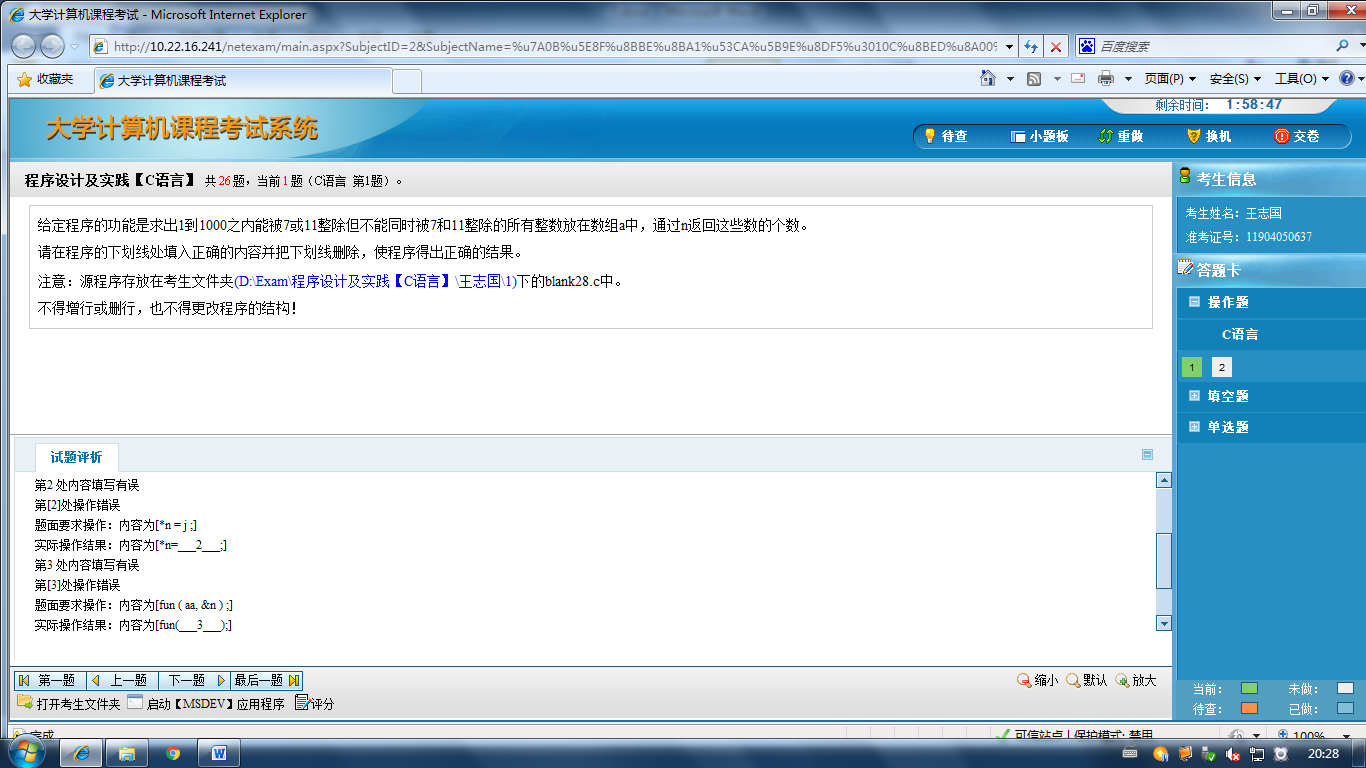 大学计算机课程考试 - Microsoft Internet Explorer
http://10.22.16.241/netexam/main.aspx?SubjectID=2&SubjectName=%u7A0B%u5E8F%u8BBE%u8BA1%u53CA%u5B9E%u8DF5%u3010C%u8BED%u8A00%
百度搜索
收藏夹
大学计算机课程考试
页面(P)
安全(S)
工具(O)
剩余时间： 1:58:47
大学计算机课程考试系统
待查
小题板
重做
换机
交卷
程序设计及实践【C语言】 共26题，当前1题（C语言 第1题）。
给定程序的功能是求出1到1000之内能被7或11整除但不能同时被7和11整除的所有整数放在数组a中，通过n返回这些数的个数。
请在程序的下划线处填入正确的内容并把下划线删除，使程序得出正确的结果。
注意：源程序存放在考生文件夹(D:\Exam\程序设计及实践【C语言】\王志国\1)下的blank28.c中。
不得增行或删行，也不得更改程序的结构!
考生信息
考生姓名：王志国
准考证号：11904050637
答题卡
操作题
C语言
1 2
填空题
单选题
试题评析
第2 处内容填写有误
第[2]处操作错误
题面要求操作：内容为[*n = j ;]
实际操作结果：内容为[*n=___2___;]
第3 处内容填写有误
第[3]处操作错误
题面要求操作：内容为[fun ( aa, &n ) ;]
实际操作结果：内容为[fun(___3___);]
第一题
上一题
下一题
最后一题
缩小
默认
放大
打开考生文件夹
启动【MSDEV】应用程序
评分
当前：
未做：
待查：
已做：
完成
可信站点 | 保护模式: 禁用
100%
20:28